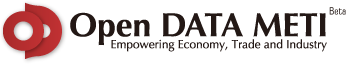 Open DATA METI Beta
Empowering Economy, Trade and Industry